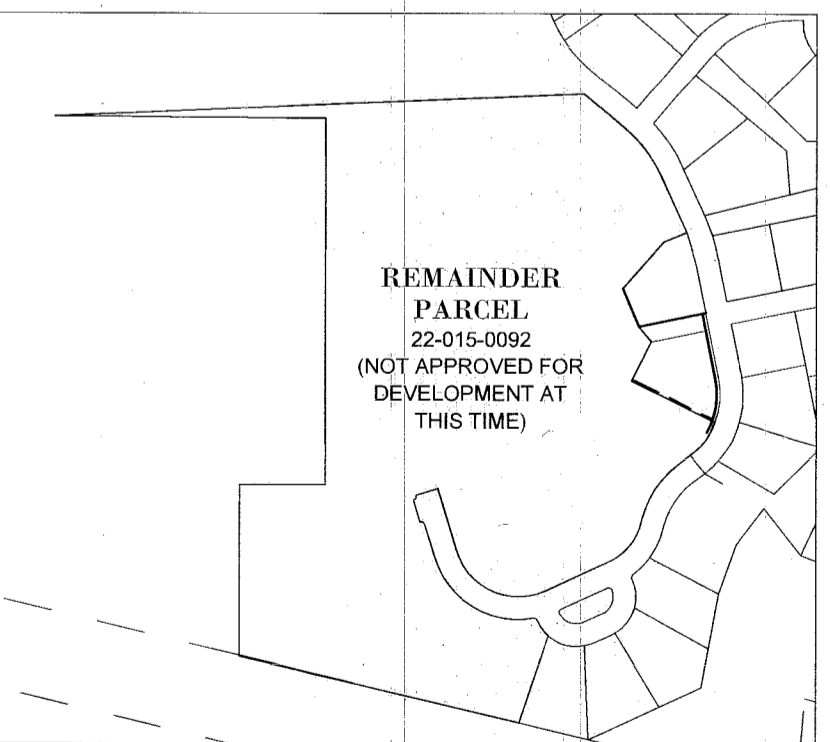 REMAINDER
PARCEL
22-015-0092
(NOT APPROVED FOR
DEVELOPMENT AT
THIS TIME)